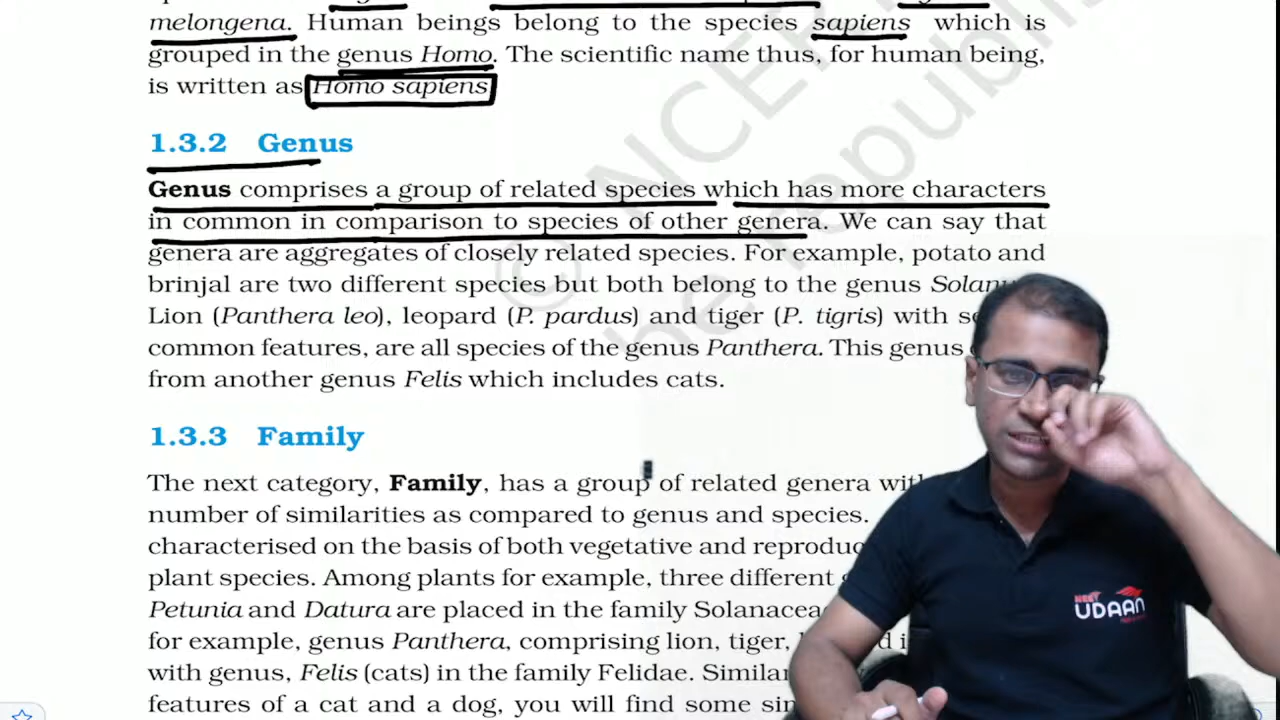 melongena. Human beings belong to the species sapiens which is
grouped in the genus Homo. The scientific name thus, for human being,
is written as Homo sapiens
1.3.2 Genus
Genus comprises a group of related species which has more characters
in common in comparison to species of other genera. We can say that
genera are aggregates of closely related species. For example, potato and
brinjal are two different species but both belong to the genus
Lion (Panthera leo), leopard (P. pardus) and tiger (P. tigris) with
common features, are all species of the genus Panthera. This genus
from another genus Felis which includes cats.
1.3.3 Family
The next category, Family, has a group of related genera
number of similarities as compared to genus and species.
characterised on the basis of both vegetative and
plant species. Among plants for example, three different
Petunia and Datura are placed in the family
for example, genus Panthera, comprising lion, tiger,
with genus, Felis (cats) in the family Felidae.
features of a cat and a dog, you will find some
© NCER
be republi
NEET
UDAAN